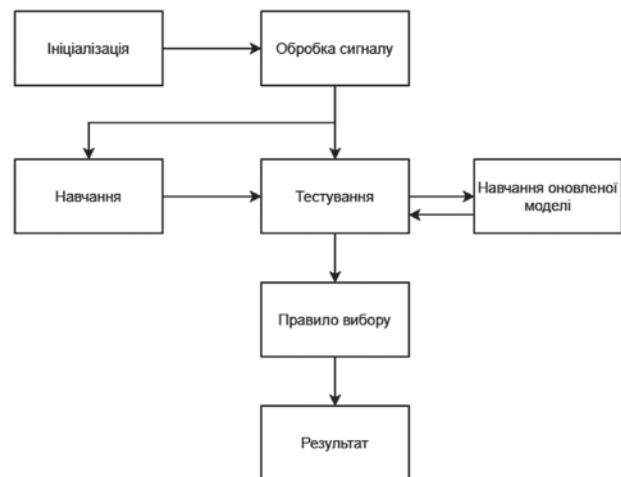 Ініціалізація
Обробка сигналу
Навчання
Тестування
Навчання оновленої
моделі
Правило вибору
Результат